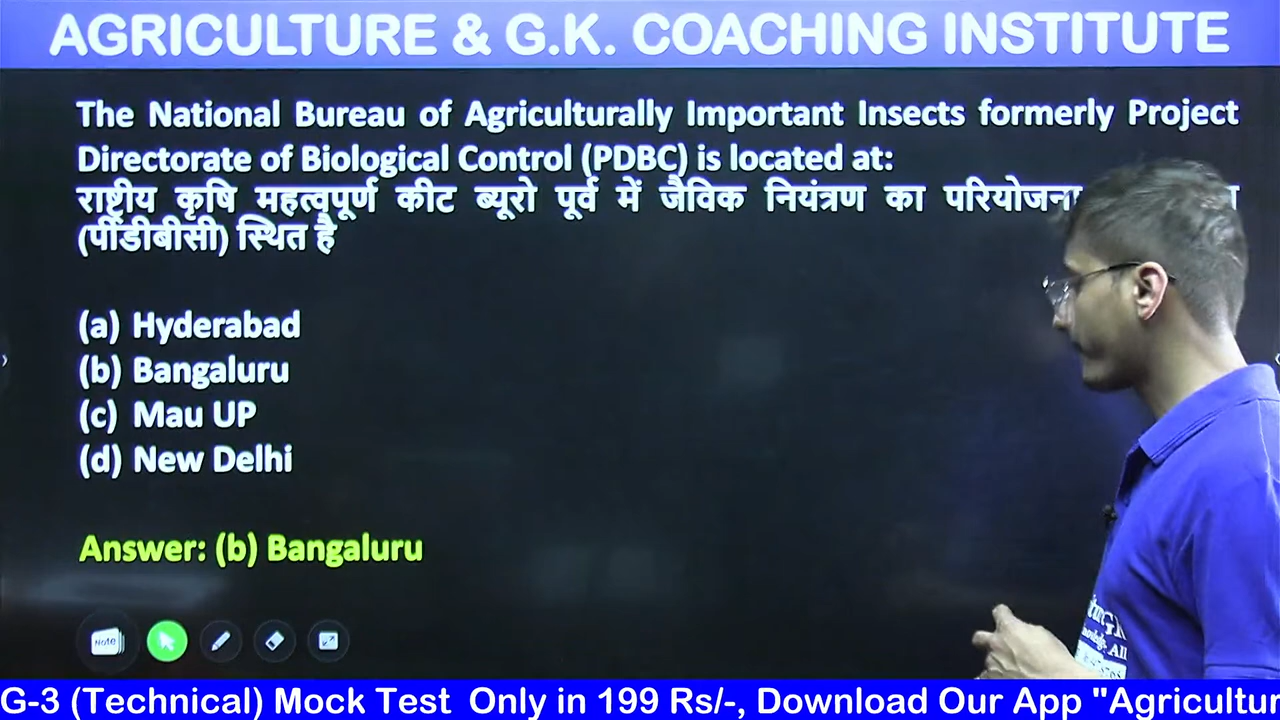 AGRICULTURE & G.K. COACHING INSTITUTE
The National Bureau of Agriculturally Important Insects formerly Project
Directorate of Biological Control (PDBC) is located at:
राष्ट्रीय कृषि महत्वपूर्ण कीट ब्यूरो पूर्व में जैविक नियंत्रण का
(पीडीबीसी) स्थित है
(a) Hyderabad
(b) Bangaluru
(c) Mau UP
(d) New Delhi
Answer: (b) Bangaluru
Note
G-3 (Technical) Mock Test Only in 199 Rs/-, Download Our App "Agricultur